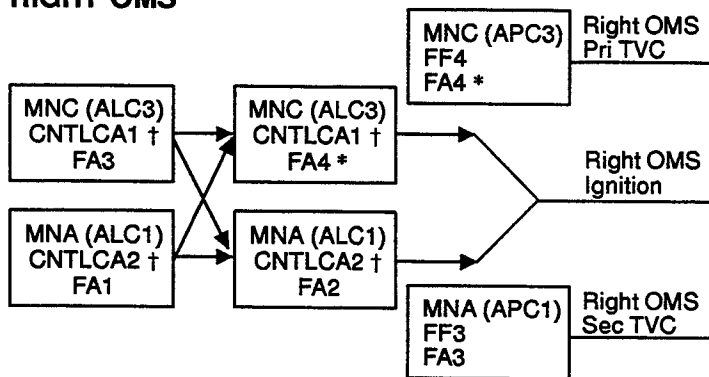 RIGHT OMS
MNC (APC3)
FF4
FA4 *
Right OMS
Pri TVC
MNC (ALC3)
CNTLCA1 †
FA3
MNC (ALC3)
CNTLCA1 †
FA4 *
Right OMS
Ignition
MNA (ALC1)
CNTLCA2 †
FA1
MNA (ALC1)
CNTLCA2 †
FA2
MNA (APC1)
FF3
FA3
Right OMS
Sec TVC